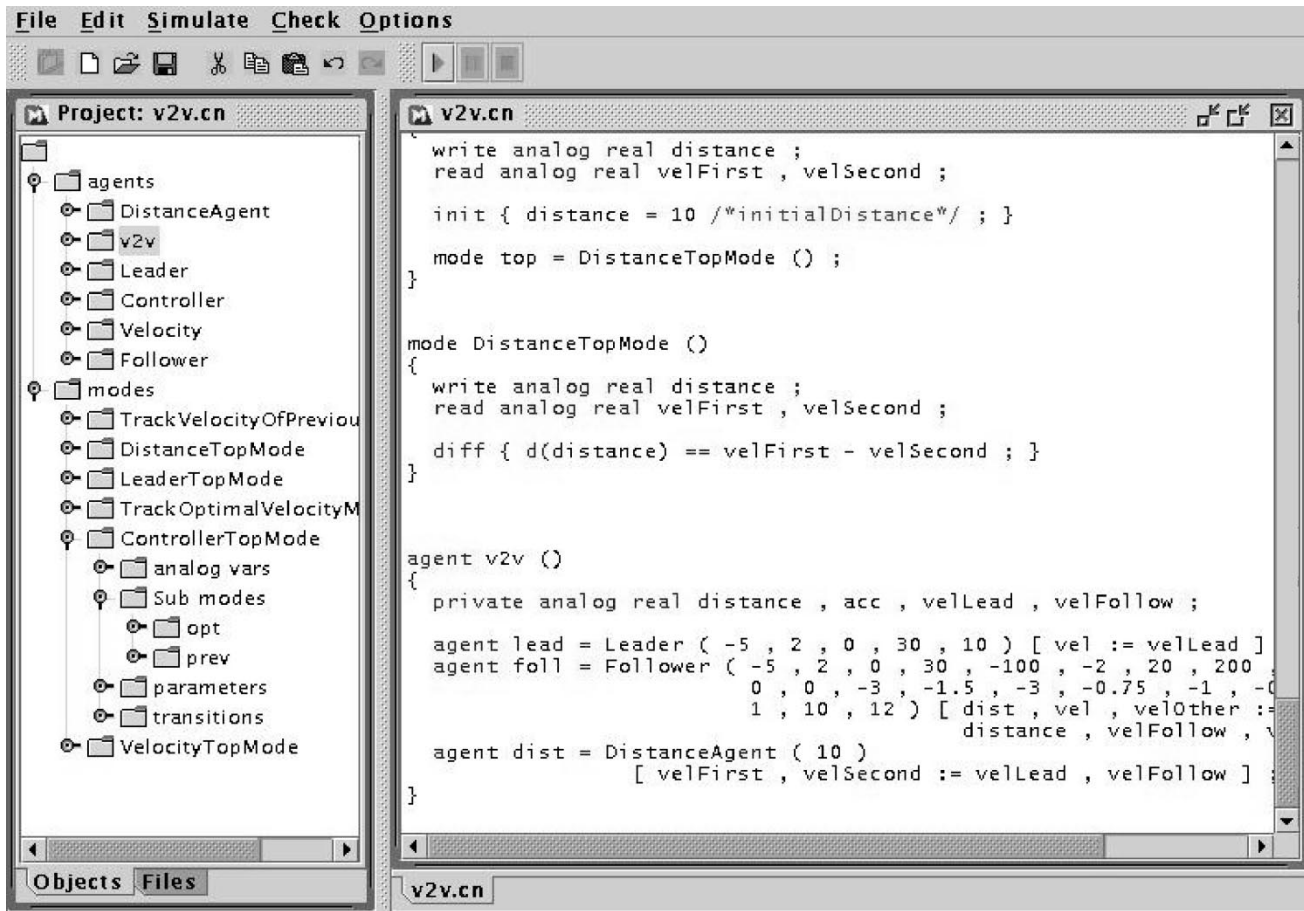 File Edit Simulate Check Options
Project: v2v.cn
agents
DistanceAgent
v2v
Leader
Controller
Velocity
Follower
modes
TrackVelocityOfPreviou
DistanceTopMode
LeaderTopMode
TrackOptimalVelocityM
ControllerTopMode
analog vars
Sub modes
opt
prev
parameters
transitions
VelocityTopMode
Objects Files
v2v.cn
write analog real distance ;
read analog real velFirst , velSecond ;
init { distance = 10 /*initialDistance*/ ; }
mode top = DistanceTopMode () ;
}
mode DistanceTopMode ()
{
write analog real distance ;
read analog real velFirst , velSecond ;
diff { d(distance) == velFirst - velSecond ; }
}
agent v2v ()
{
private analog real distance , acc , velLead , velFollow ;
agent lead = Leader ( -5 , 2 , 0 , 30 , 10 ) [ vel := velLead ]
agent foll = Follower ( -5 , 2 , 0 , 30 , -100 , -2 , 20 , 200 ,
0 , 0 , -3 , -1.5 , -3 , -0.75 , -1 , -0
1 , 10 , 12 ) [ dist , vel , velOther :=
distance , velFollow ,
agent dist = DistanceAgent ( 10 )
[ velFirst , velSecond := velLead , velFollow ] ;
}
v2v.cn